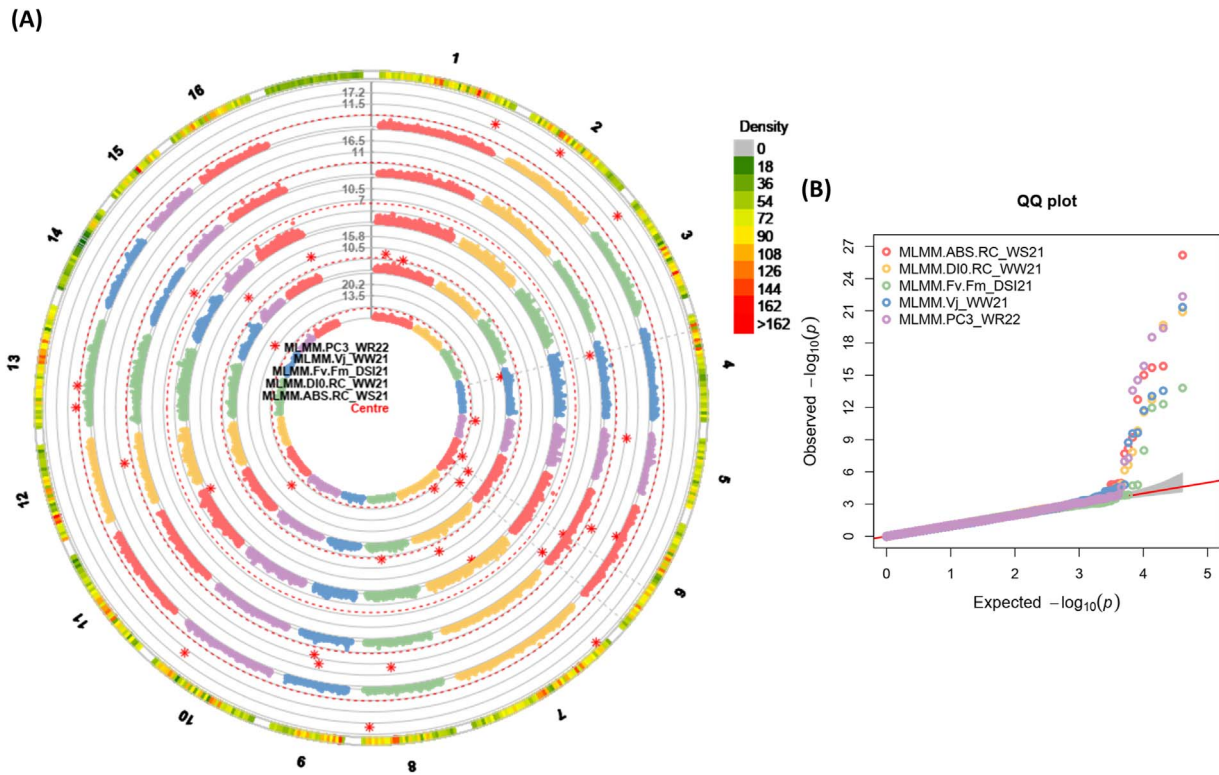 (A)
1
2
3
4
5
6
7
8
9
10
11
12
13
14
15
16
17.2
11.5
16.5
11
10.5
7
15.8
10.5
20.2
13.5
MLMM.PC3_WR22
MLMM.Vj_WW21
MLMM.Fv.Fm_DSI21
MLMM.DI0.RC_WW21
MLMM.ABS.RC_WS21
Centre
Density
0
18
36
54
72
90
108
126
144
162
>162
(B)
QQ plot
27
24
21
18
15
12
9
6
3
0
Observed −log10(p)
MLMM.ABS.RC_WS21
MLMM.DI0.RC_WW21
MLMM.Fv.Fm_DSI21
MLMM.Vj_WW21
MLMM.PC3_WR22
0 1 2 3 4 5
Expected −log10(p)